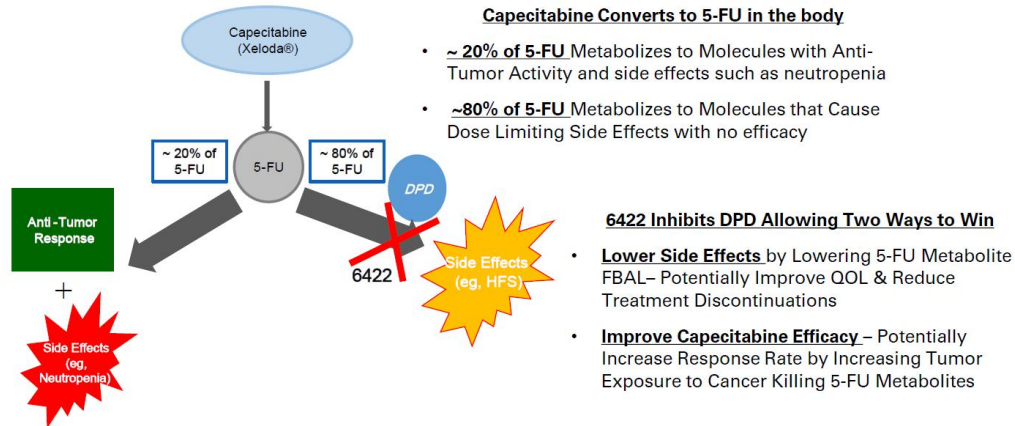 Capecitabine
(Xeloda®)
~ 20% of
5-FU
5-FU
~ 80% of
5-FU
DPD
Anti-Tumor
Response
+
Side Effects
(eg,
Neutropenia)
6422
Side Effects
(eg, HFS)
Capecitabine Converts to 5-FU in the body
• ~ 20% of 5-FU Metabolizes to Molecules with Anti-
Tumor Activity and side effects such as neutropenia
• ~80% of 5-FU Metabolizes to Molecules that Cause
Dose Limiting Side Effects with no efficacy
6422 Inhibits DPD Allowing Two Ways to Win
• Lower Side Effects by Lowering 5-FU Metabolite
FBAL– Potentially Improve QOL & Reduce
Treatment Discontinuations
• Improve Capecitabine Efficacy – Potentially
Increase Response Rate by Increasing Tumor
Exposure to Cancer Killing 5-FU Metabolites